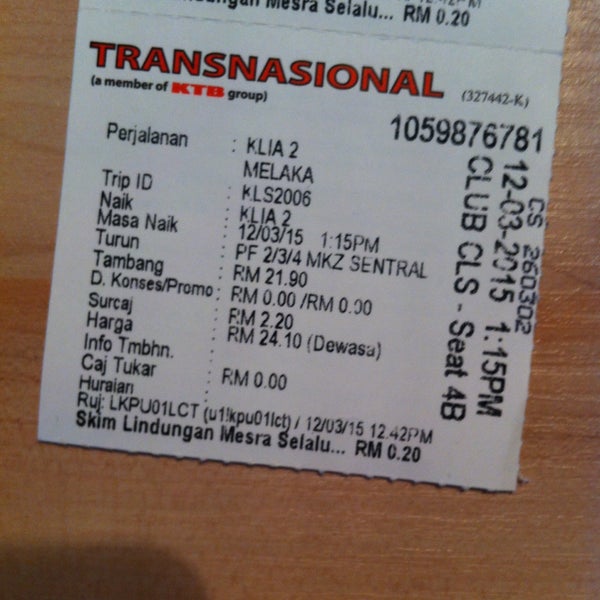 Lindungan Mesra Selalu... RM 0.20
TRANSNASIONAL
(a member of KTB group)
(327442-K)
1059876781
Perjalanan : KLIA 2
MELAKA
Trip ID : KLS2006
Naik : KLIA 2
Masa Naik : 12/03/15 1:15PM
Turun : PF 2/3/4 MKZ SENTRAL
Tambang : RM 21.90
D. Konses/Promo : RM 0.00 /RM 0.00
Surcaj : RM 2.20
Harga : RM 24.10 (Dewasa)
Info Tmbhn. :
Caj Tukar : RM 0.00
Huraian :
Ruj: LKPU01LCT (u1!kpu01lct) / 12/03/15 12.42PM
Skim Lindungan Mesra Selalu... RM 0.20
CS 260302
12-03-2015 1:15PM
CLUB CLS - Seat 4B